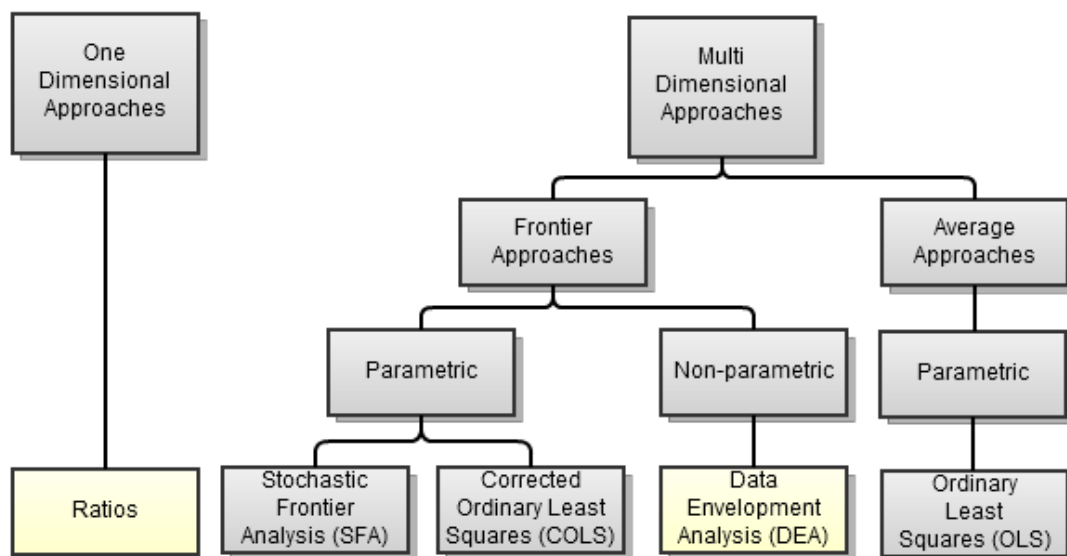 One
Dimensional
Approaches
Multi
Dimensional
Approaches
Frontier
Approaches
Average
Approaches
Parametric
Non-parametric
Parametric
Ratios
Stochastic
Frontier
Analysis (SFA)
Corrected
Ordinary Least
Squares (COLS)
Data
Envelopment
Analysis (DEA)
Ordinary
Least
Squares (OLS)